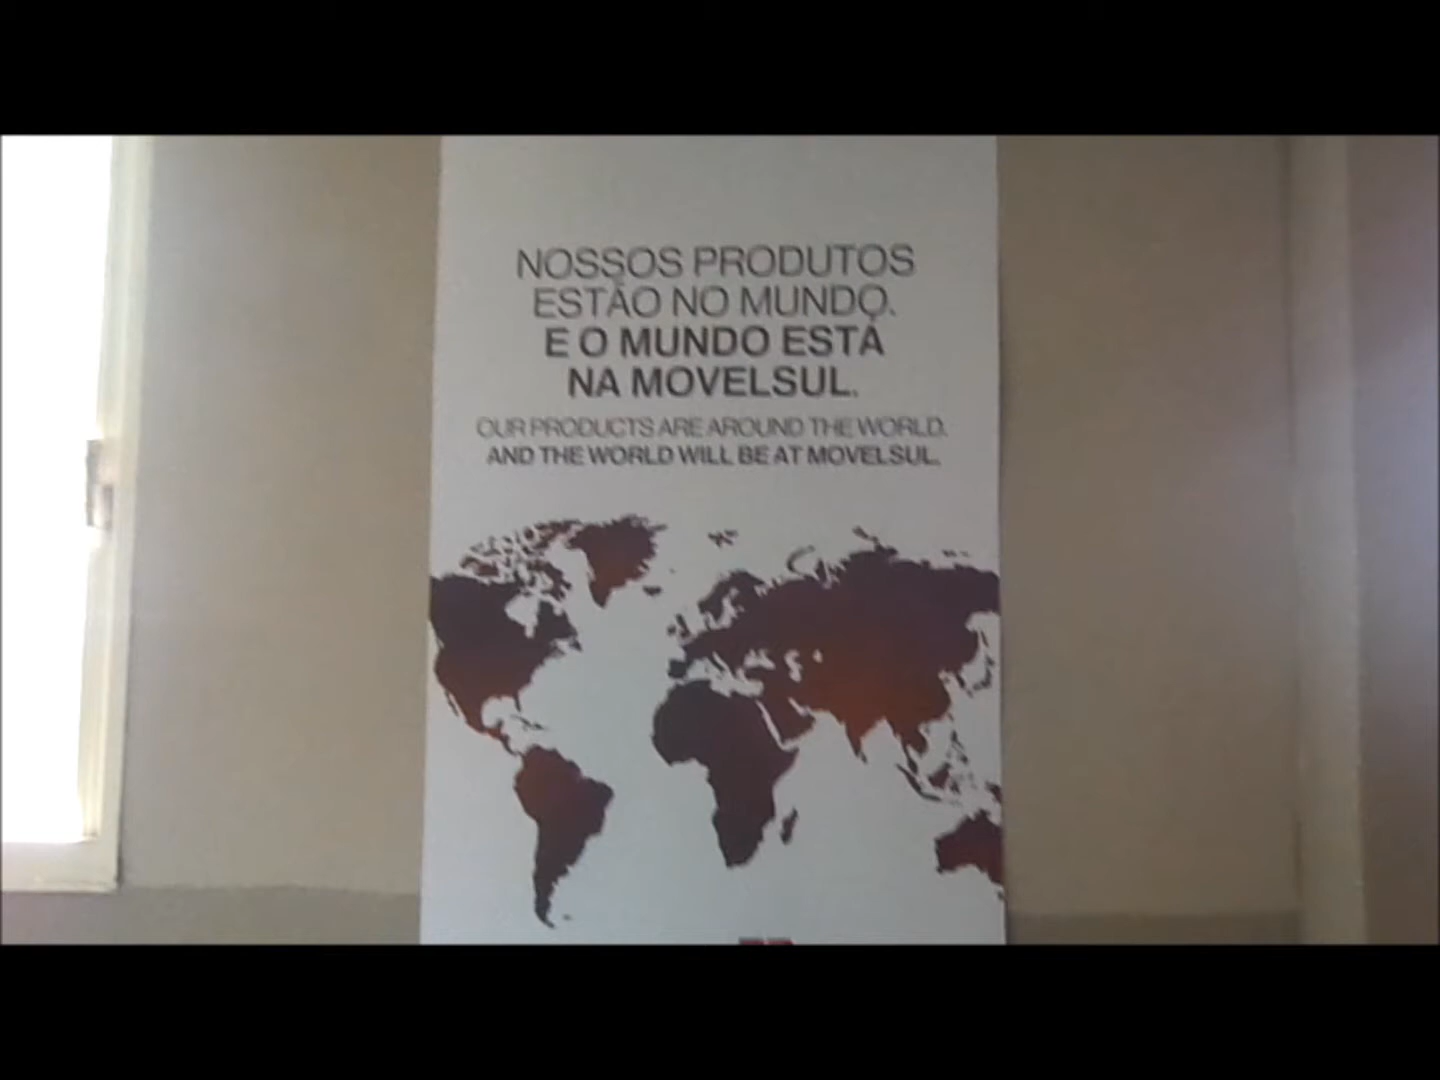 NOSSOS PRODUTOS
ESTÃO NO MUNDO.
E O MUNDO ESTÁ
NA MOVELSUL.
OUR PRODUCTS ARE AROUND THE WORLD.
AND THE WORLD WILL BE AT MOVELSUL.